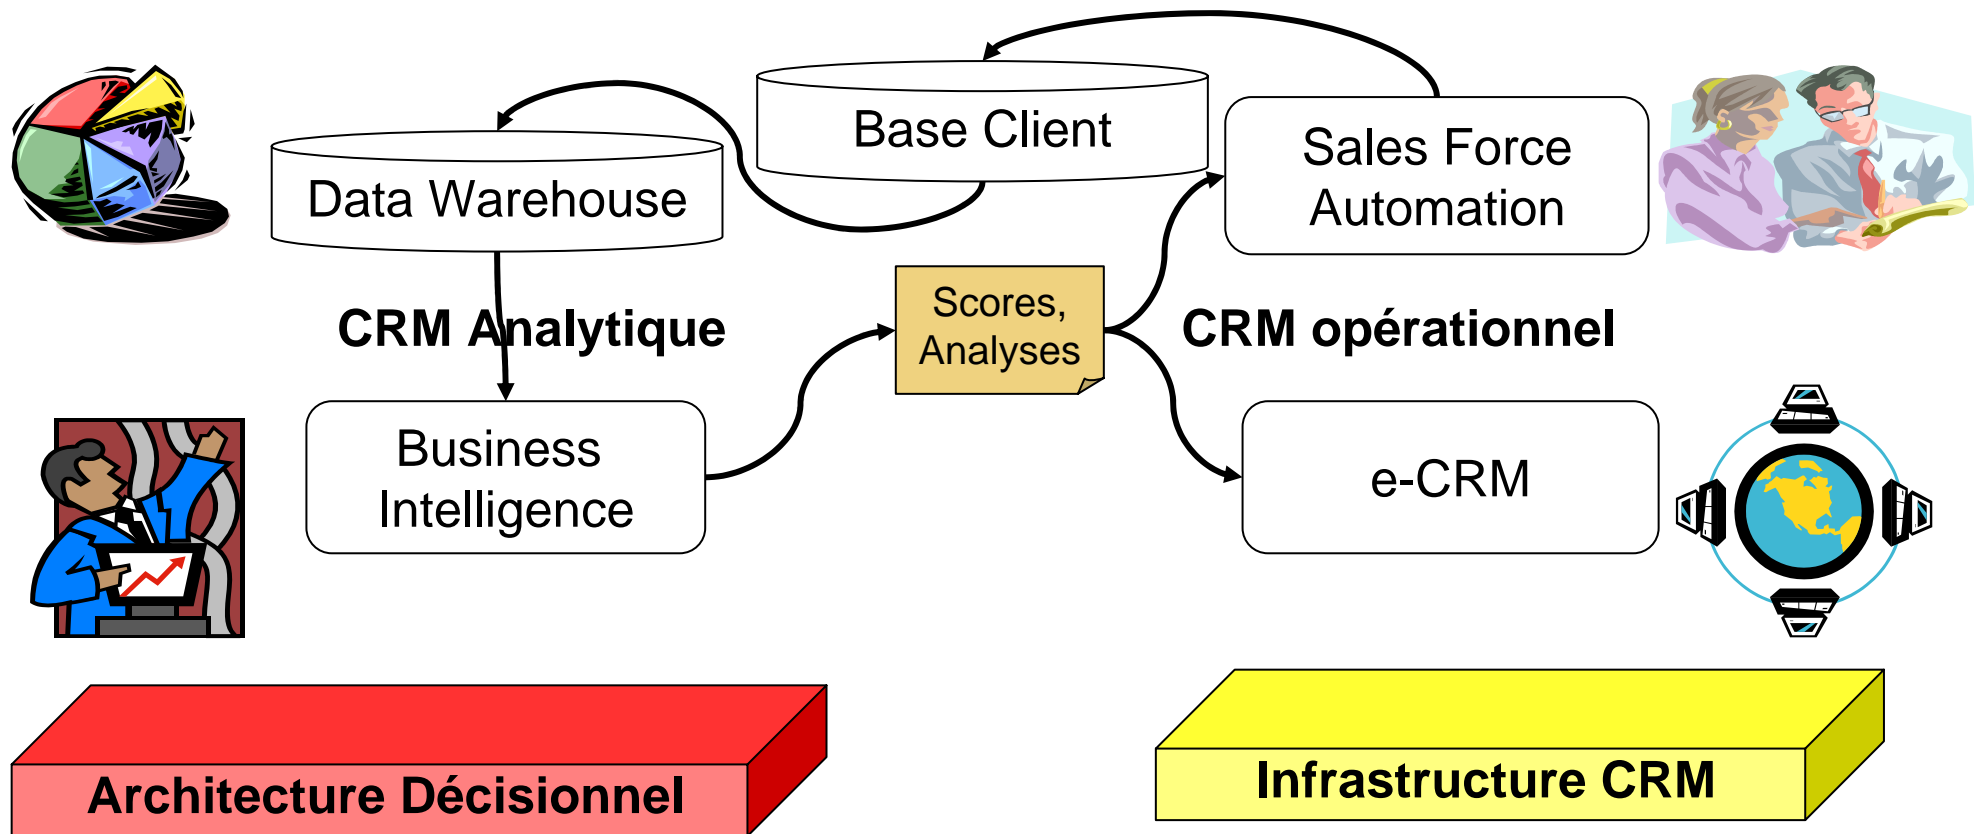 Base Client
Sales Force
Automation
Data Warehouse
Scores,
Analyses
CRM Analytique
CRM opérationnel
Business
Intelligence
e-CRM
Architecture Décisionnel
Infrastructure CRM